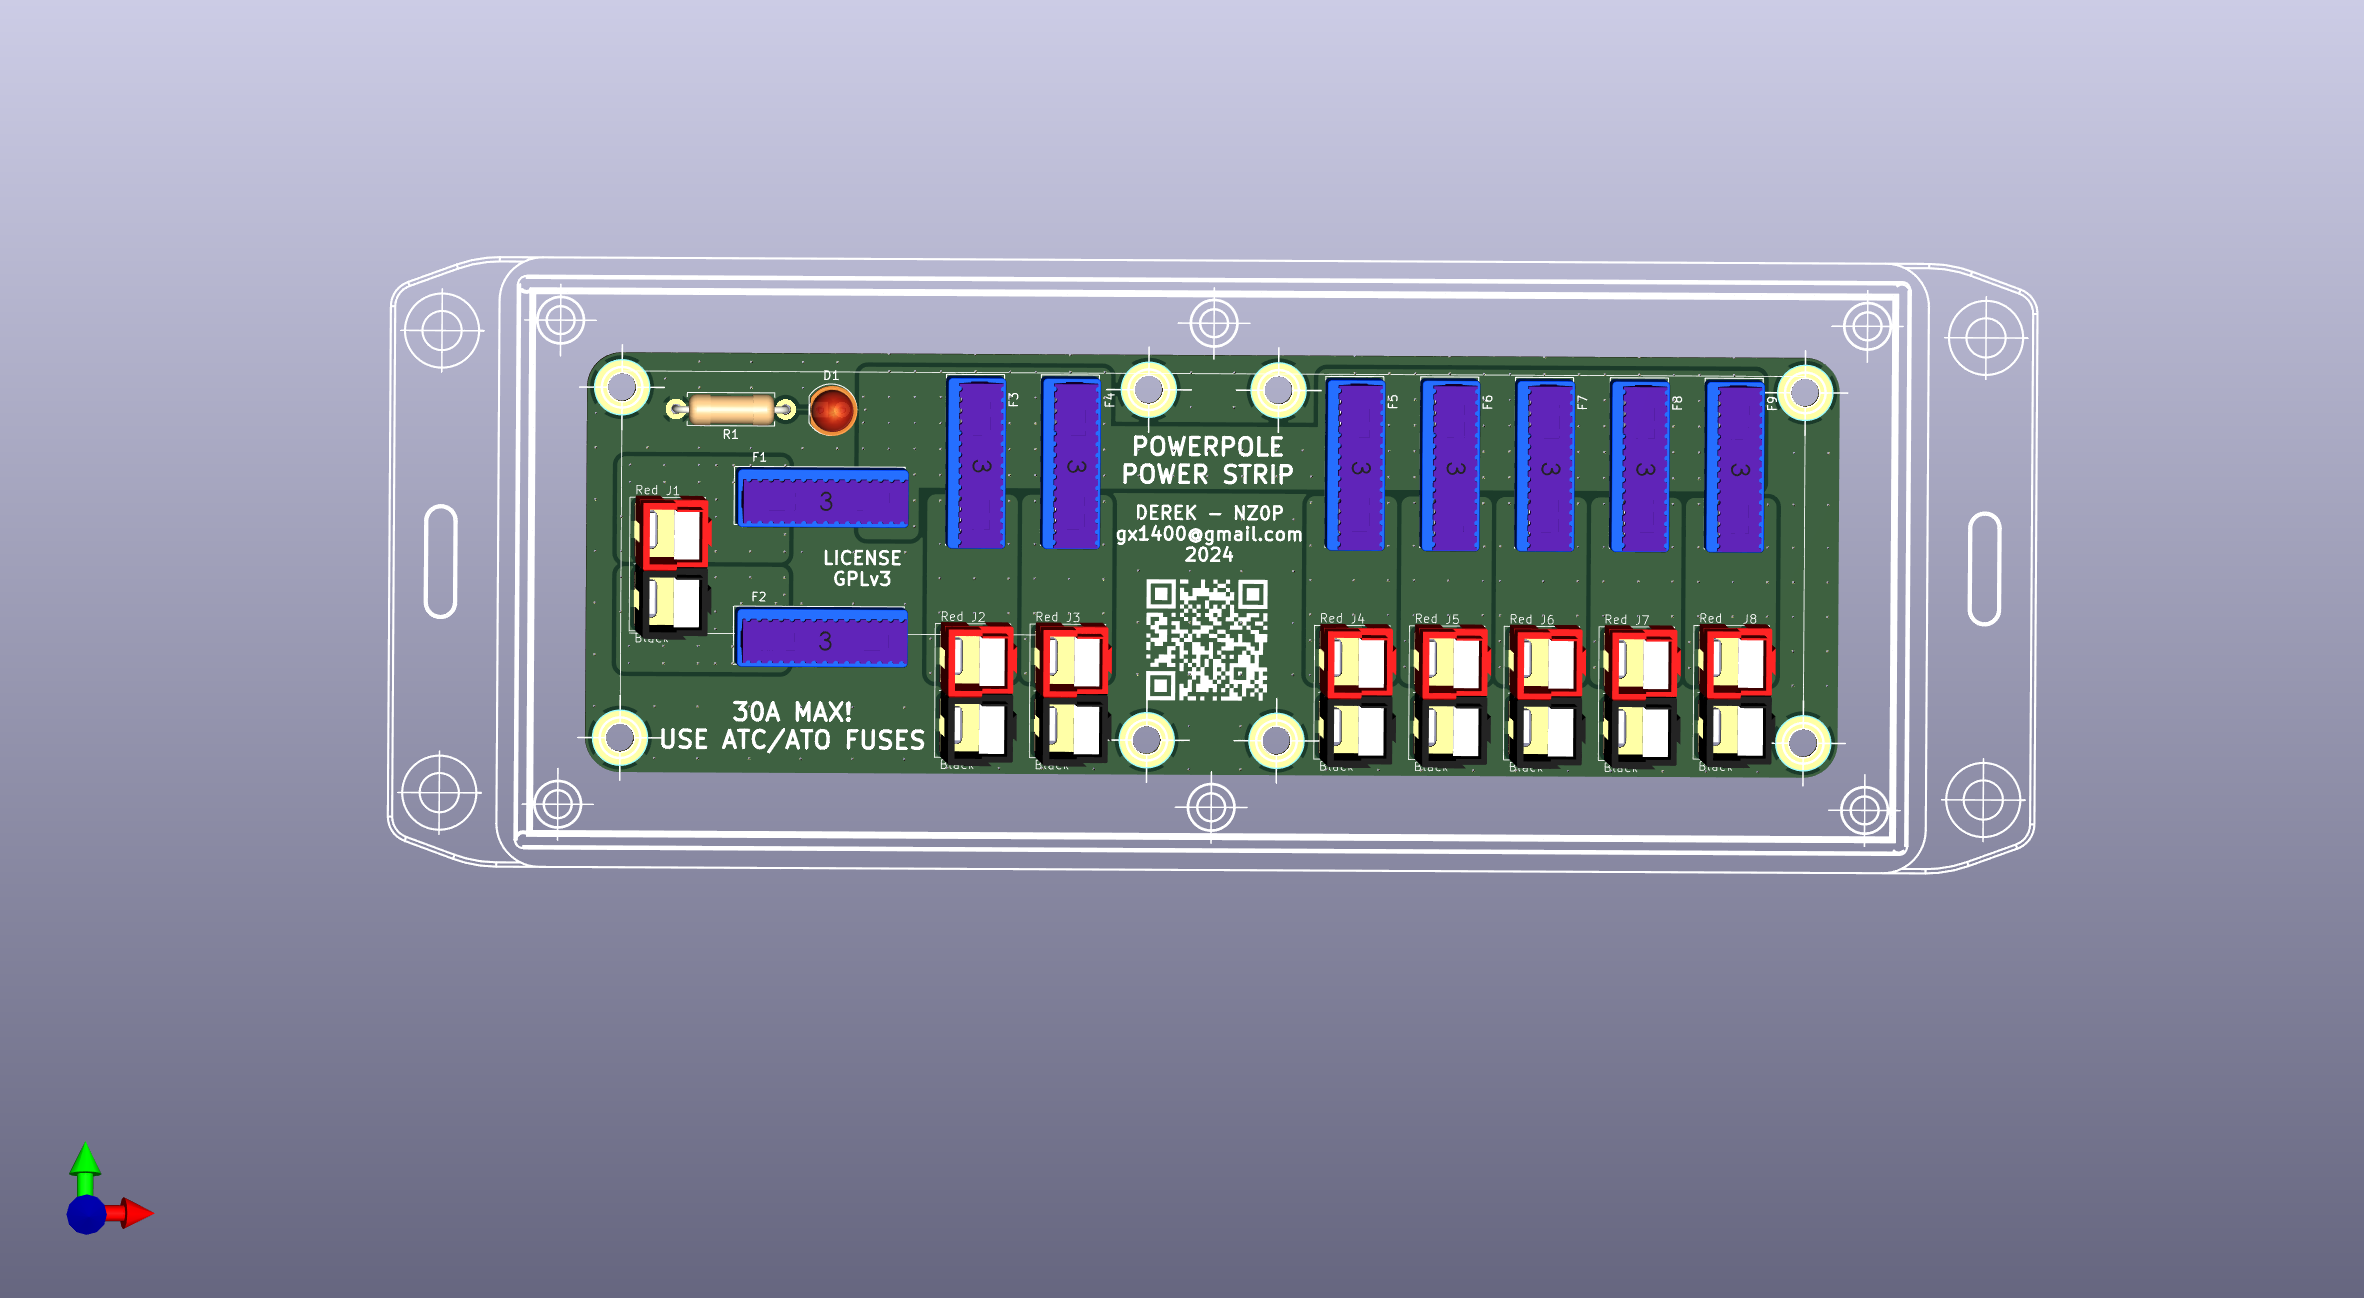 D1
R1
F3
F4
F5
F6
F7
F8
F9
POWERPOLE
POWER STRIP
F1
3
3
3
3
3
3
3
3
Red J1
DEREK - NZ0P
gx1400@gmail.com
2024
LICENSE
GPLv3
F2
3
Black
Red J2
Red J3
Red J4
Red J5
Red J6
Red J7
Red J8
30A MAX!
USE ATC/ATO FUSES
Black
Black
Black
Black
Black
Black
Black